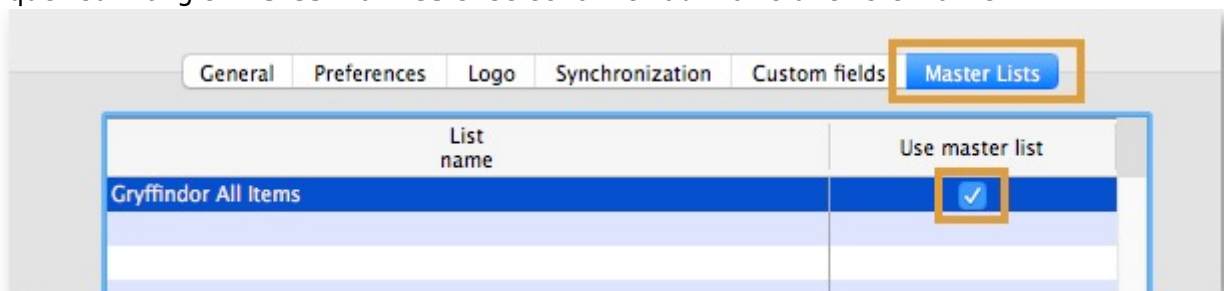 General Preferences Logo Synchronization Custom fields Master Lists
List
name
Use master list
Gryffindor All Items